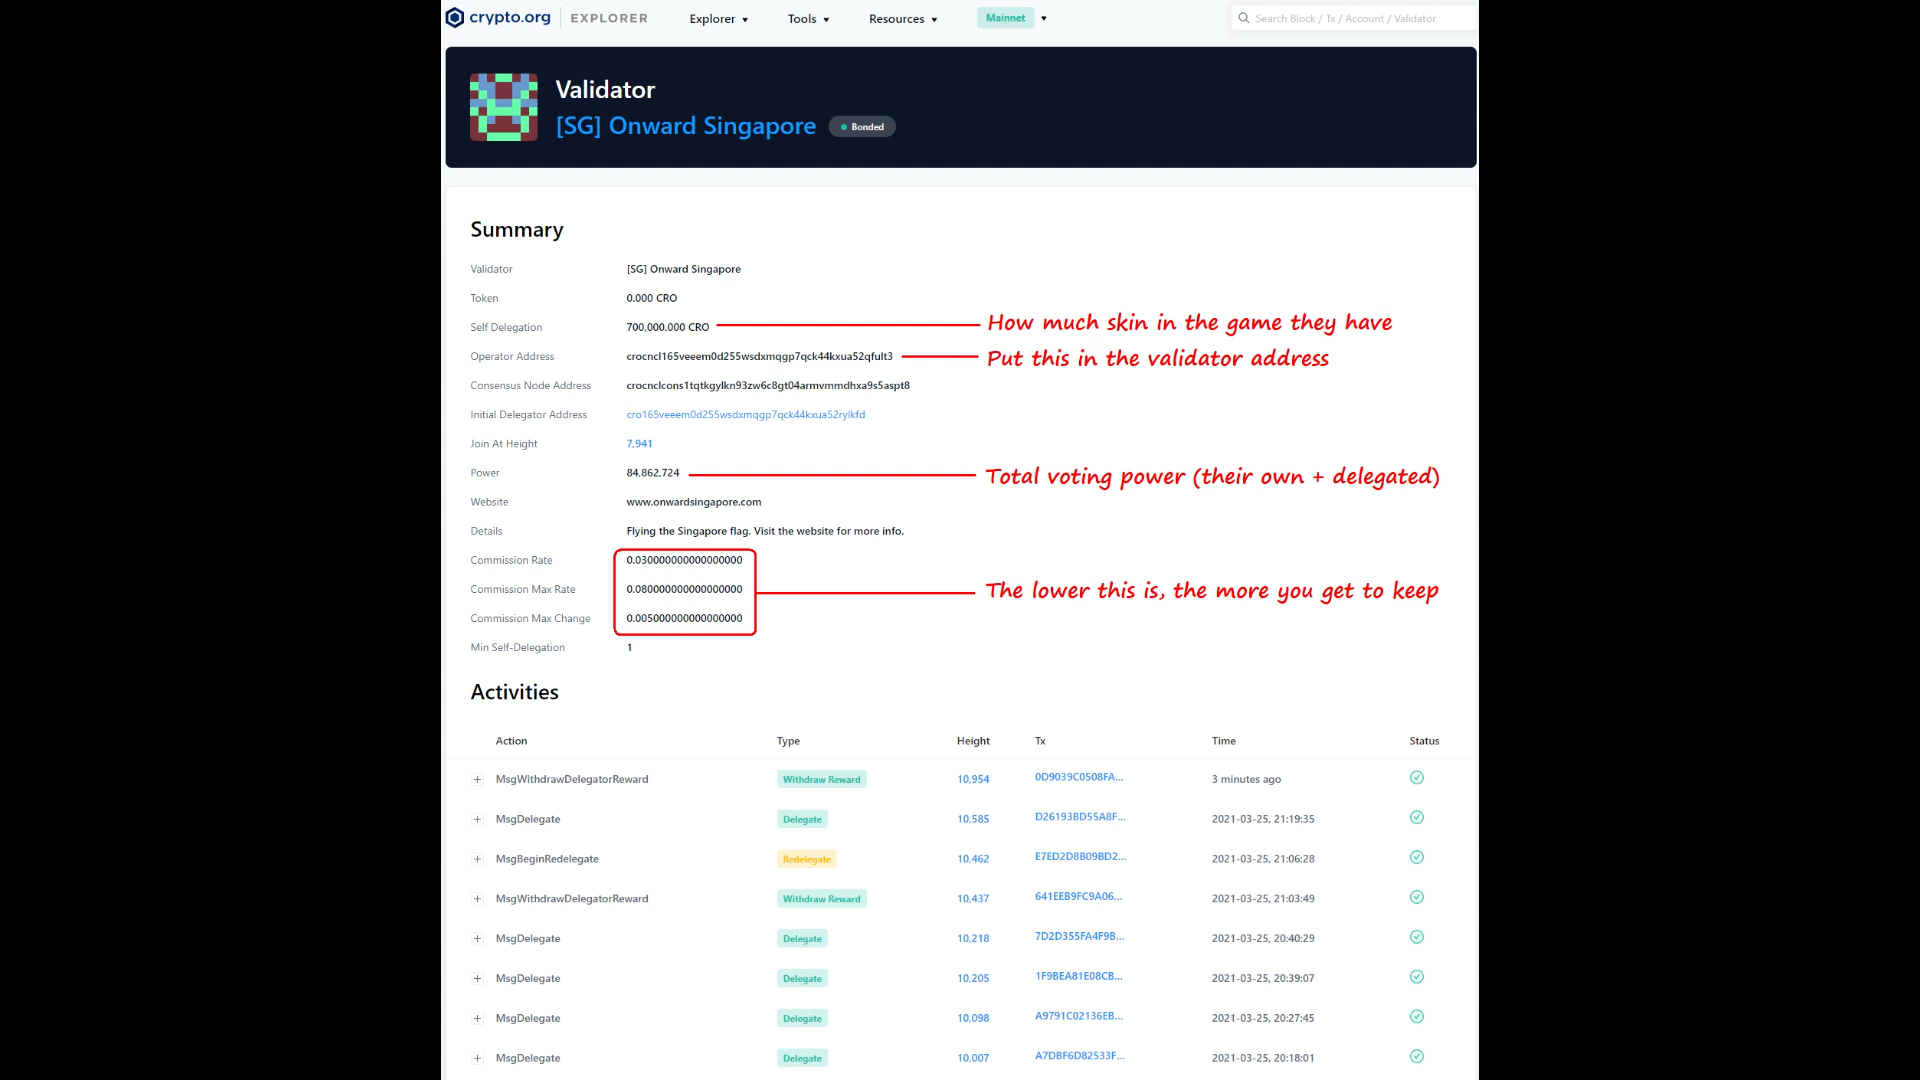 crypto.org EXPLORER Explorer Tools Resources Mainnet Search Block / Tx / Account / Validator
Validator
[SG] Onward Singapore Bonded
Summary
Validator [SG] Onward Singapore
Token 0.000 CRO
Self Delegation 700,000.000 CRO How much skin in the game they have
Operator Address crocncl165veeem0d255wsdxmqgp7qck44kxua52qfult3 Put this in the validator address
Consensus Node Address crocnclcons1tqtkgylkn93zw6c8gt04armvmmdhxa9s5aspt8
Initial Delegator Address cro165veeem0d255wsdxmqgp7qck44kxua52rylkfd
Join At Height 7,941
Power 84,862,724 Total voting power (their own + delegated)
Website www.onwardsingapore.com
Details Flying the Singapore flag. Visit the website for more info.
Commission Rate 0.030000000000000000
Commission Max Rate 0.080000000000000000 The lower this is, the more you get to keep
Commission Max Change 0.005000000000000000
Min Self-Delegation 1
Activities
Action Type Height Tx Time Status
+ MsgWithdrawDelegatorReward Withdraw Reward 10,954 0D9039C0508FA... 3 minutes ago
+ MsgDelegate Delegate 10,585 D26193BD55A8F... 2021-03-25, 21:19:35
+ MsgBeginRedelegate Redelegate 10,462 E7ED2D8B09BD2... 2021-03-25, 21:06:28
+ MsgWithdrawDelegatorReward Withdraw Reward 10,437 641EEB9FC9A06... 2021-03-25, 21:03:49
+ MsgDelegate Delegate 10,218 7D2D355FA4F9B... 2021-03-25, 20:40:29
+ MsgDelegate Delegate 10,205 1F9BEA81E08CB... 2021-03-25, 20:39:07
+ MsgDelegate Delegate 10,098 A9791C02136EB... 2021-03-25, 20:27:45
+ MsgDelegate Delegate 10,007 A7DBF6D82533F... 2021-03-25, 20:18:01